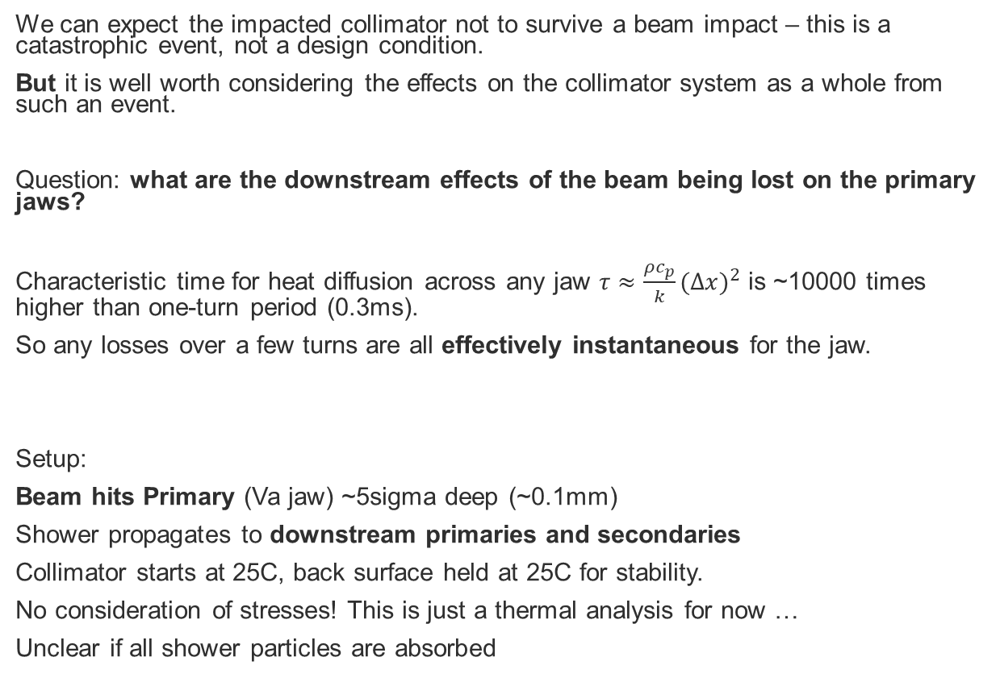 We can expect the impacted collimator not to survive a beam impact – this is a
catastrophic event, not a design condition.
But it is well worth considering the effects on the collimator system as a whole from
such an event.
Question: what are the downstream effects of the beam being lost on the primary
jaws?
Characteristic time for heat diffusion across any jaw τ ≈ ρc_p/k (Δx)² is ~10000 times
higher than one-turn period (0.3ms).
So any losses over a few turns are all effectively instantaneous for the jaw.
Setup:
Beam hits Primary (Va jaw) ~5sigma deep (~0.1mm)
Shower propagates to downstream primaries and secondaries
Collimator starts at 25C, back surface held at 25C for stability.
No consideration of stresses! This is just a thermal analysis for now …
Unclear if all shower particles are absorbed